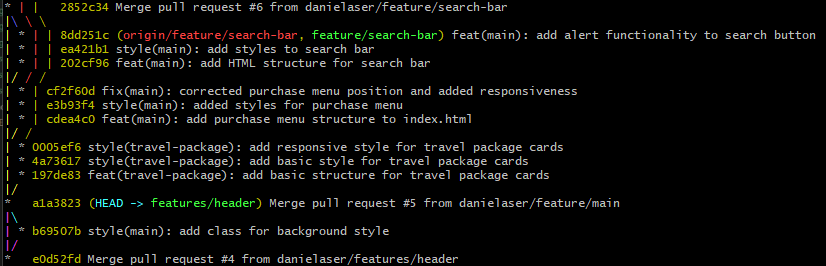 * | |   2852c34 Merge pull request #6 from danielaser/feature/search-bar
|\ \ \
| * | | 8dd251c (origin/feature/search-bar, feature/search-bar) feat(main): add alert functionality to search button
| * | | ea421b1 style(main): add styles to search bar
| * | | 202cf96 feat(main): add HTML structure for search bar
|/ / /
| * | cf2f60d fix(main): corrected purchase menu position and added responsiveness
| * | e3b93f4 style(main): added styles for purchase menu
| * | cdea4c0 feat(main): add purchase menu structure to index.html
|/ /
| * 0005ef6 style(travel-package): add responsive style for travel package cards
| * 4a73617 style(travel-package): add basic style for travel package cards
| * 197de83 feat(travel-package): add basic structure for travel package cards
|/
*   a1a3823 (HEAD -> features/header) Merge pull request #5 from danielaser/feature/main
|\
| * b69507b style(main): add class for background style
|/
*   e0d52fd Merge pull request #4 from danielaser/features/header